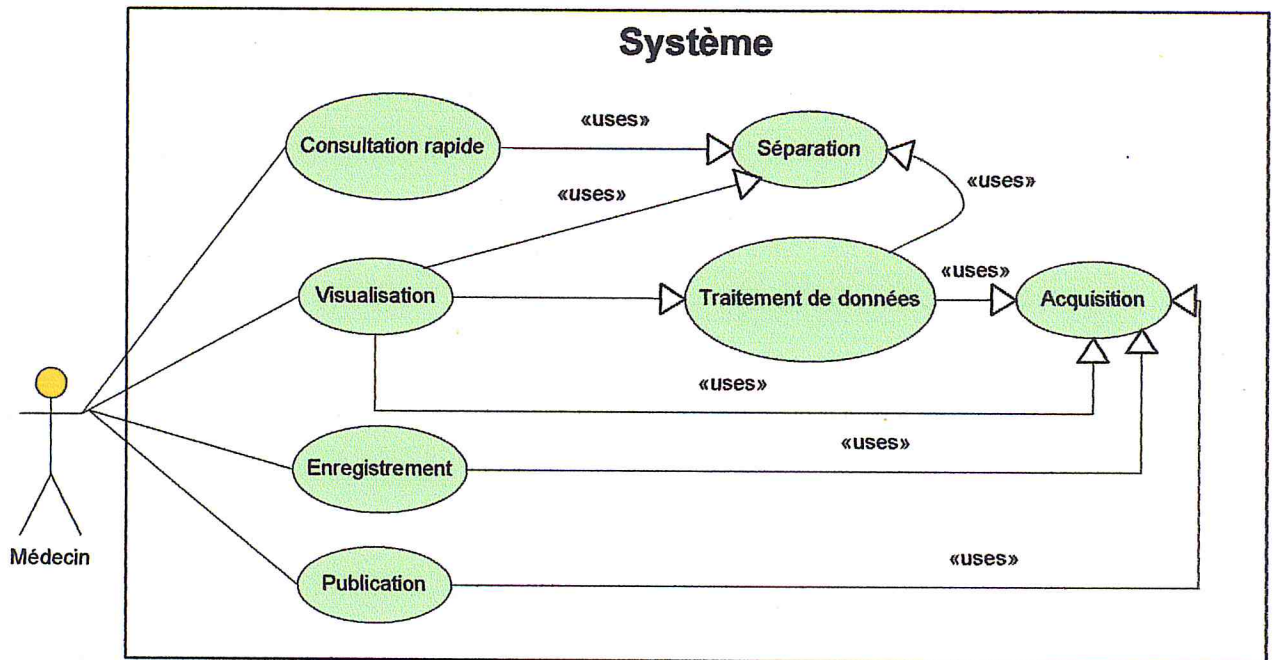 Système
«uses»
Consultation rapide
Séparation
«uses»
«uses»
Visualisation
Traitement de données
«uses»
Acquisition
«uses»
«uses»
Enregistrement
Médecin
«uses»
Publication